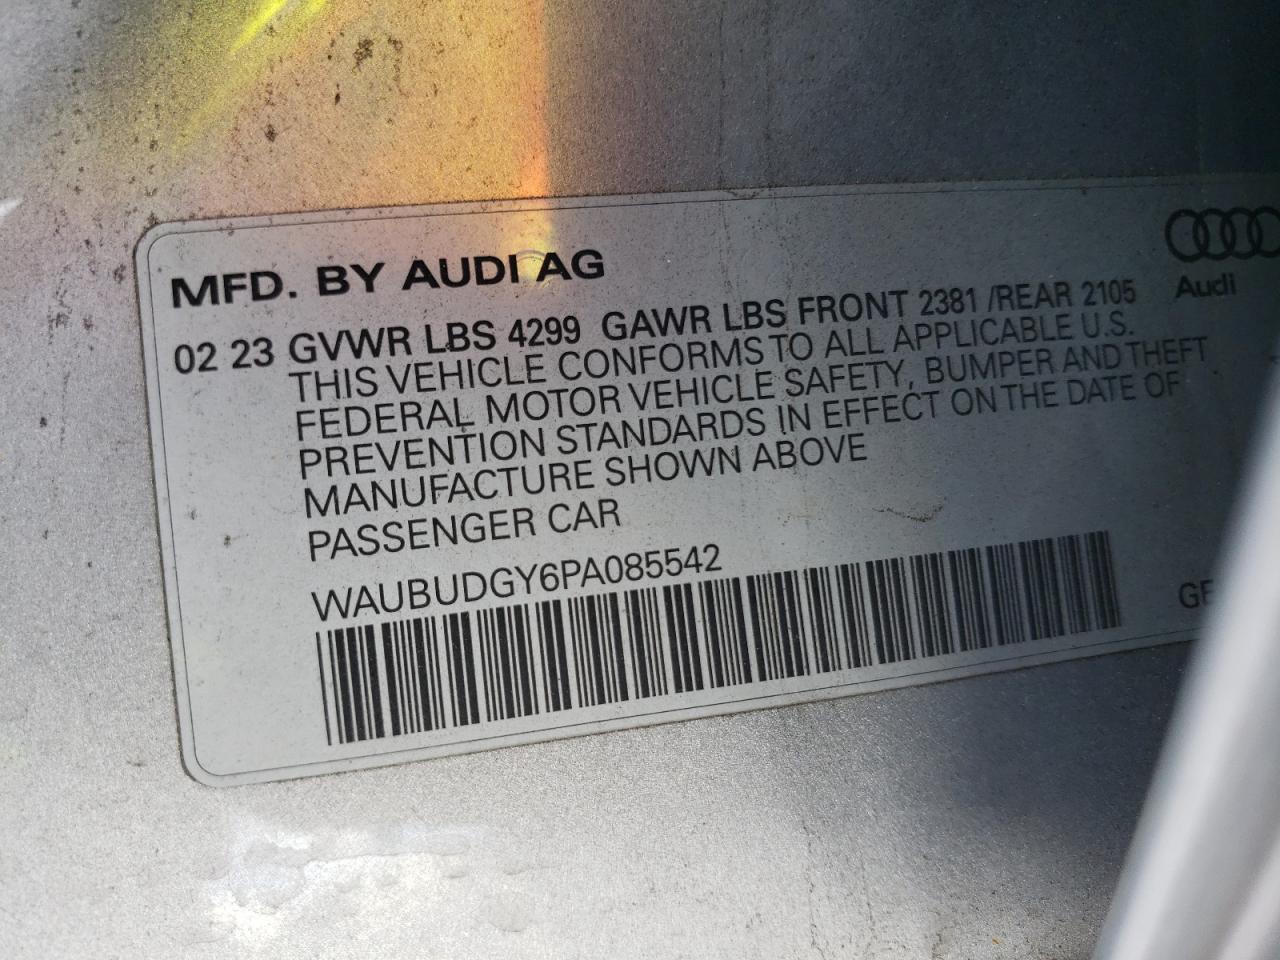 MFD. BY AUDI AG
Audi
02 23 GVWR LBS 4299 GAWR LBS FRONT 2381 /REAR 2105
THIS VEHICLE CONFORMS TO ALL APPLICABLE U.S.
FEDERAL MOTOR VEHICLE SAFETY, BUMPER AND THEFT
PREVENTION STANDARDS IN EFFECT ON THE DATE OF
MANUFACTURE SHOWN ABOVE
PASSENGER CAR
WAUBUDGY6PA085542